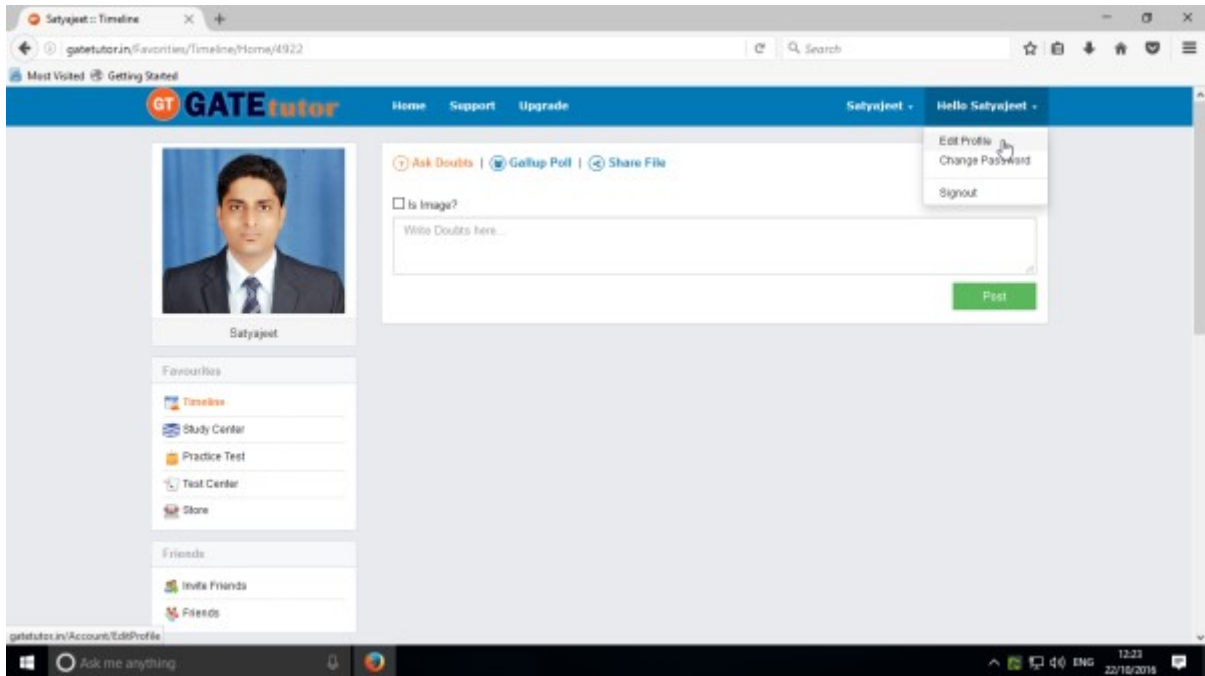 Satyajeet :: Timeline
gatetutor.in/Favorities/Timeline/Home/4922
Search
Most Visited Getting Started
GT GATEtutor Home Support Upgrade Satyajeet Hello Satyajeet
Edit Profile
Change Password
Signout
? Ask Doubts | Gallup Poll | Share File
Is Image?
Write Doubts here...
Post
Satyajeet
Favourites
Timeline
Study Center
Practice Test
Test Center
Store
Friends
Invite Friends
Friends
gatetutor.in/Account/EditProfile
Ask me anything
ENG
12:23
22/10/2016